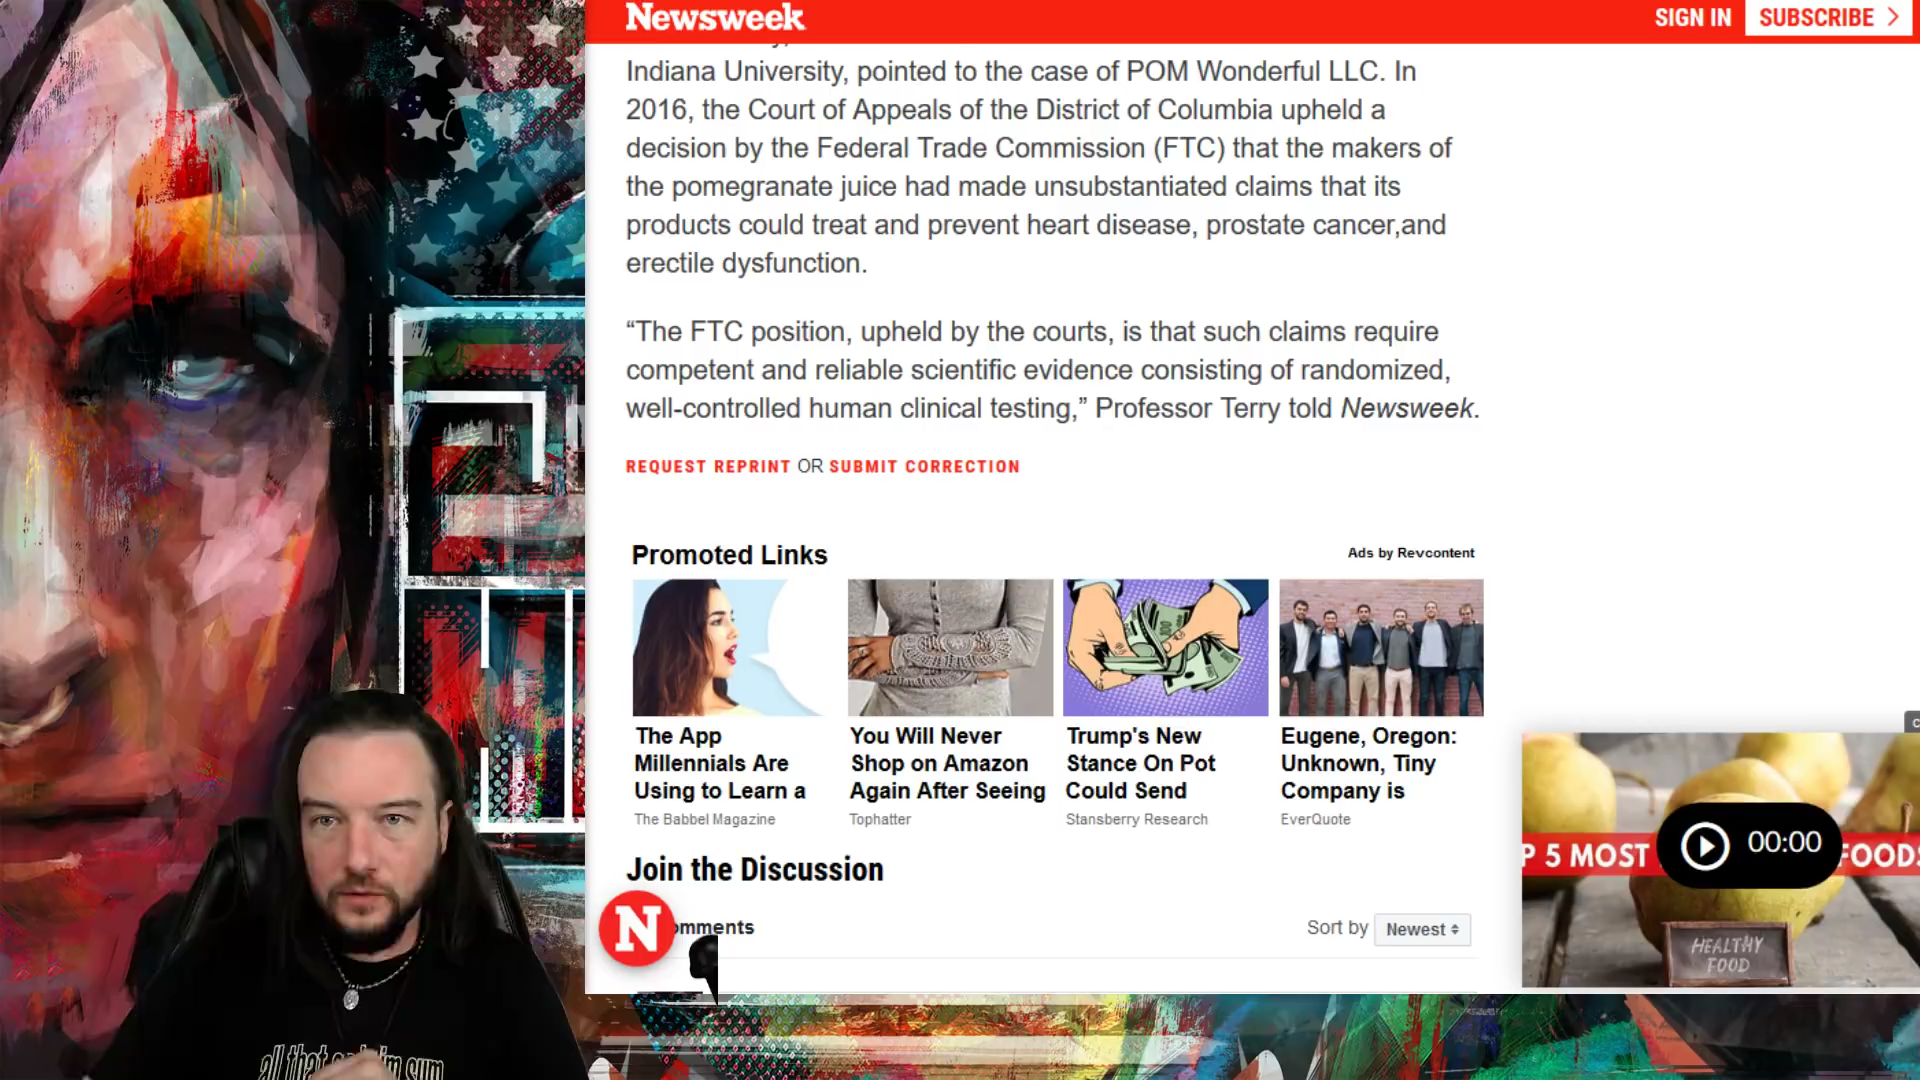 Newsweek
SIGN IN
SUBSCRIBE
Indiana University, pointed to the case of POM Wonderful LLC. In
2016, the Court of Appeals of the District of Columbia upheld a
decision by the Federal Trade Commission (FTC) that the makers of
the pomegranate juice had made unsubstantiated claims that its
products could treat and prevent heart disease, prostate cancer,and
erectile dysfunction.
“The FTC position, upheld by the courts, is that such claims require
competent and reliable scientific evidence consisting of randomized,
well-controlled human clinical testing,” Professor Terry told Newsweek.
REQUEST REPRINT OR SUBMIT CORRECTION
Promoted Links
Ads by Revcontent
The App
Millennials Are
Using to Learn a
The Babbel Magazine
You Will Never
Shop on Amazon
Again After Seeing
Tophatter
Trump's New
Stance On Pot
Could Send
Stansberry Research
Eugene, Oregon:
Unknown, Tiny
Company is
EverQuote
P 5 MOST
FOODS
00:00
HEALTHY
FOOD
Join the Discussion
N
omments
Sort by
Newest
all that
sum